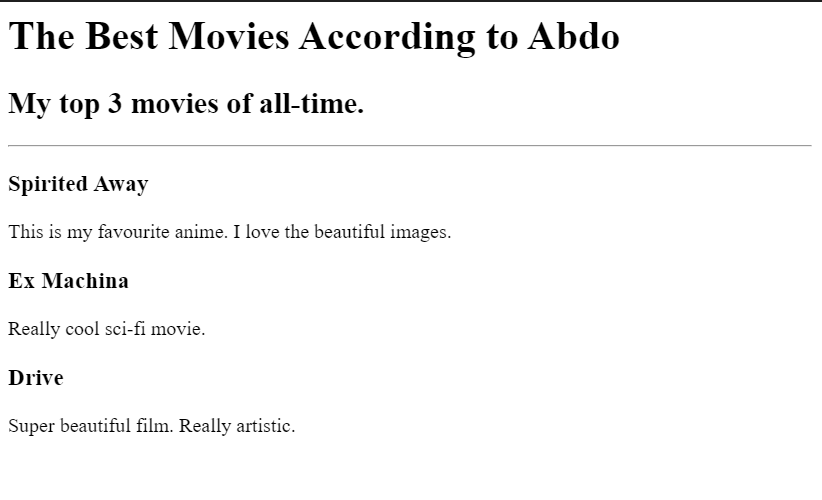 The Best Movies According to Abdo
My top 3 movies of all-time.
Spirited Away
This is my favourite anime. I love the beautiful images.
Ex Machina
Really cool sci-fi movie.
Drive
Super beautiful film. Really artistic.